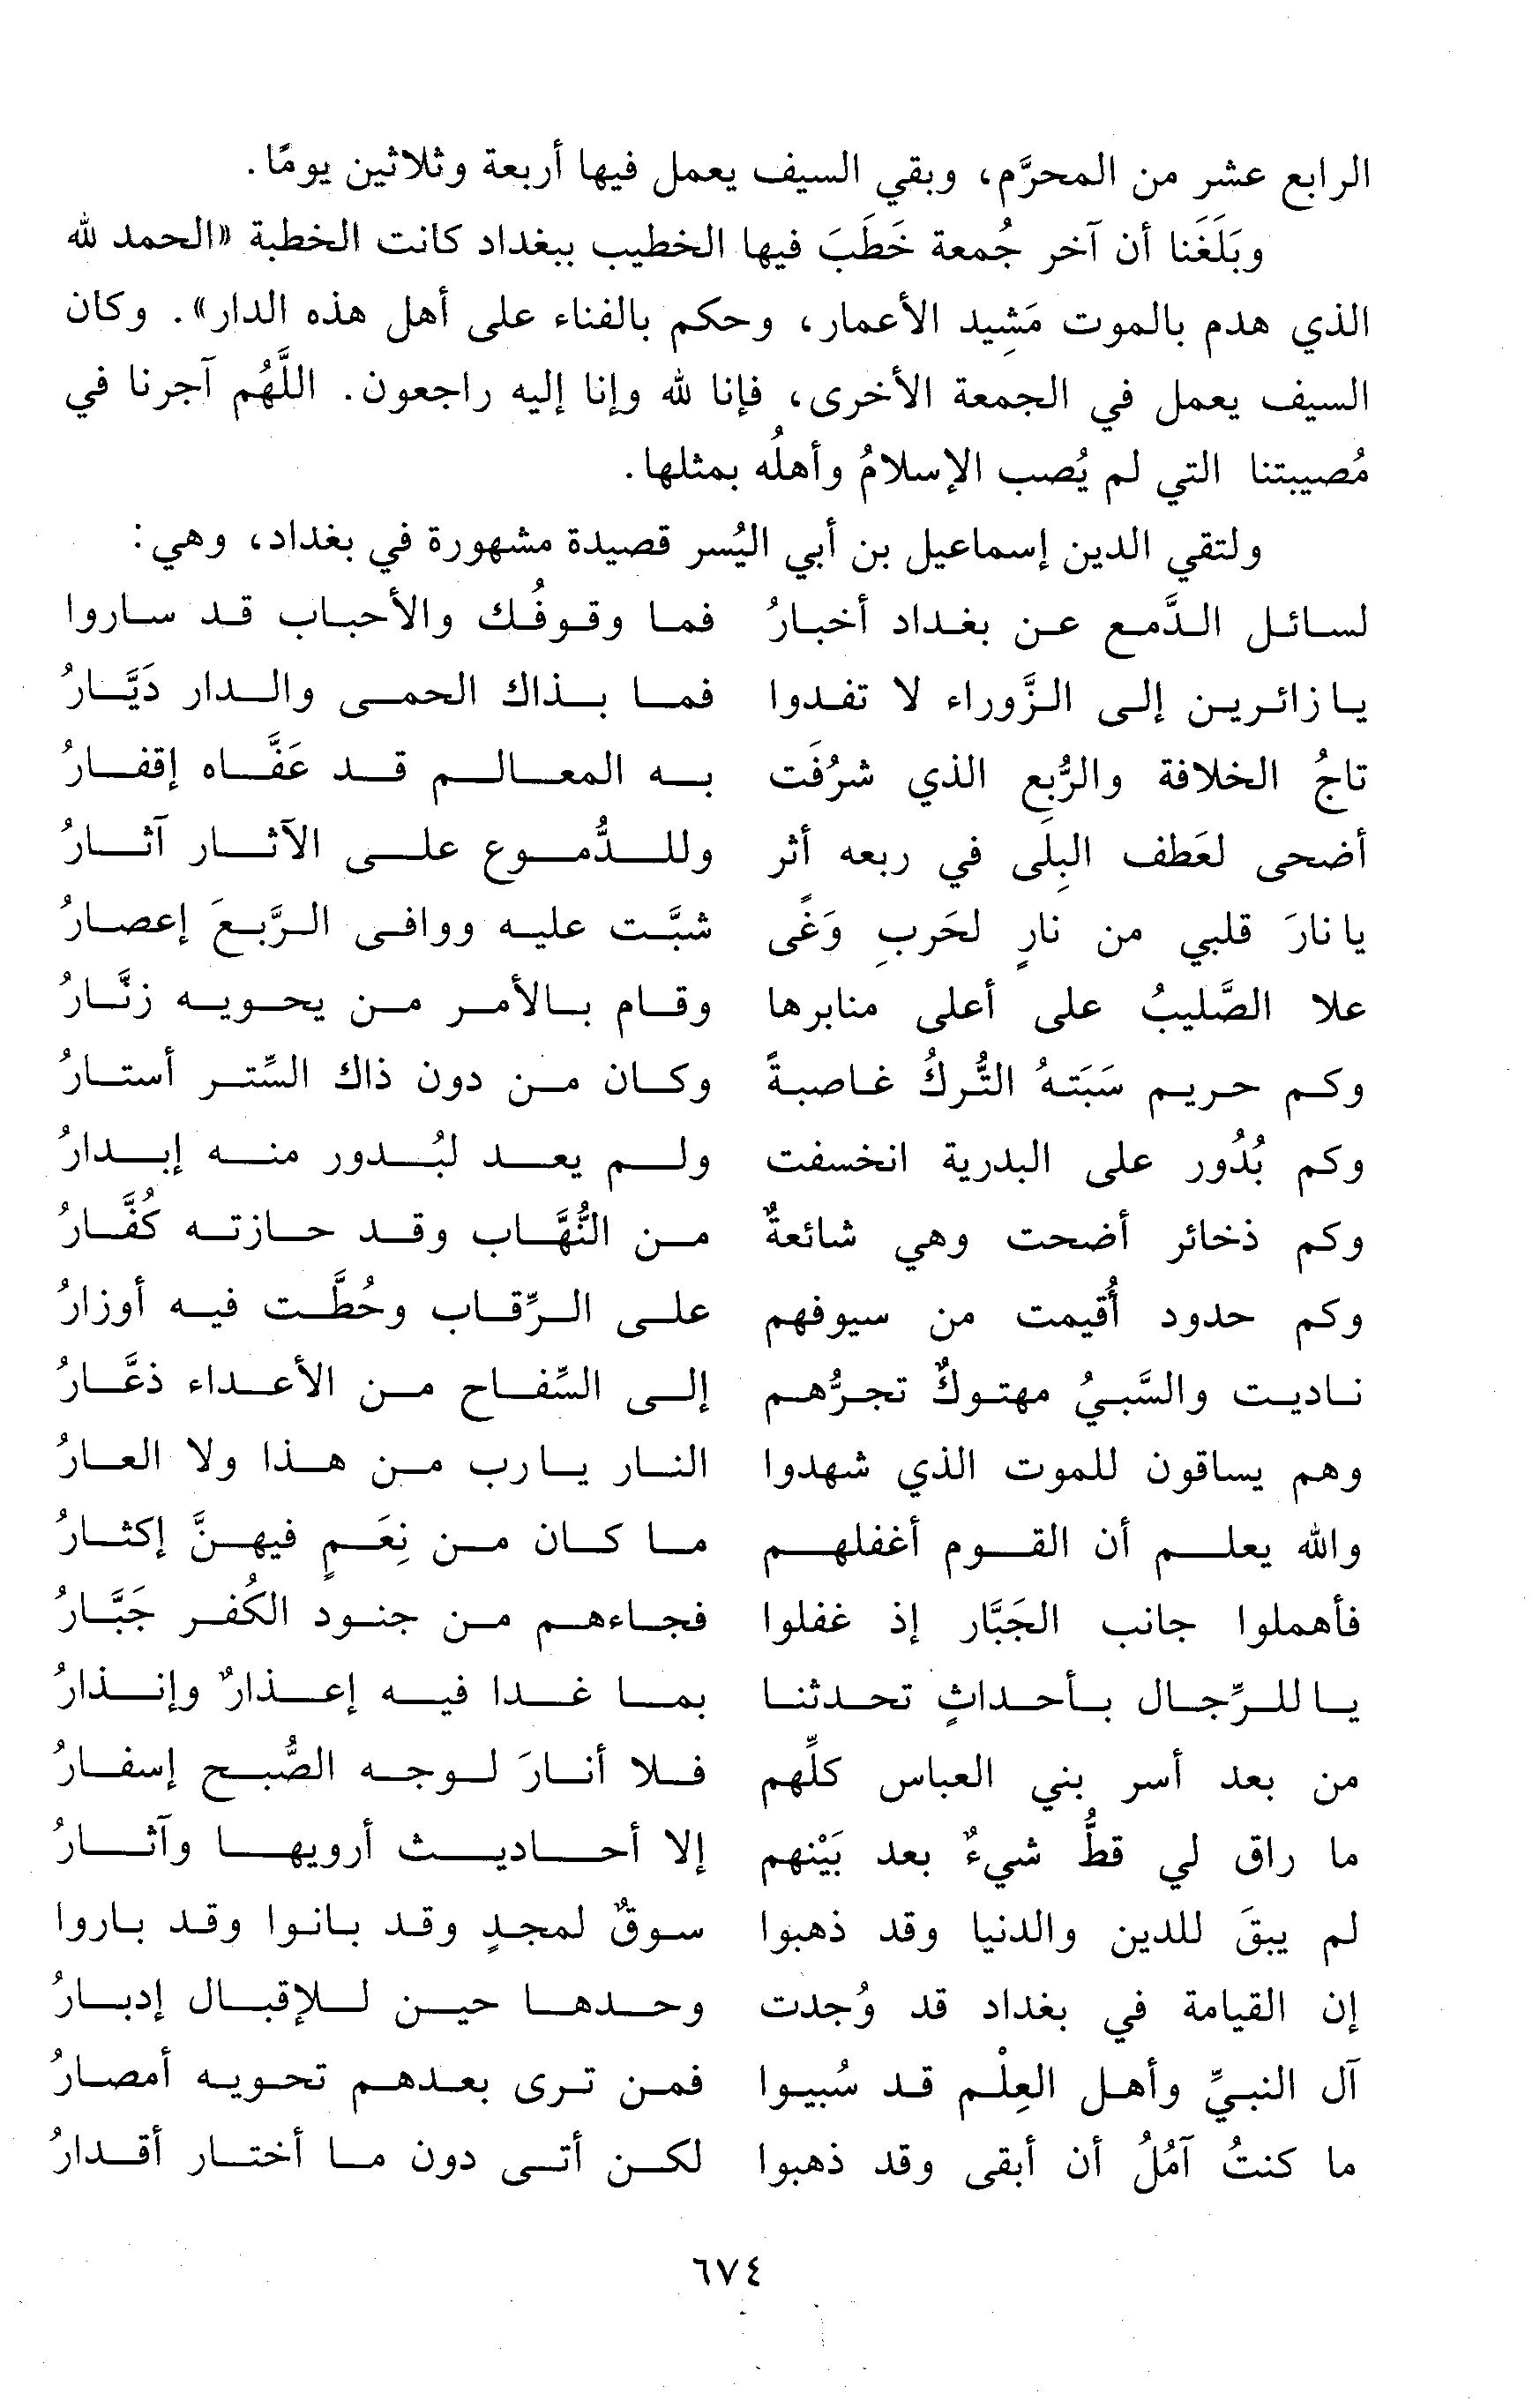 الرابع عشر من المحرَّم، وبقي السيف يعمل فيها أربعة وثلاثين يومًا.
وبَلَغَنا أن آخر جُمعة خَطَبَ فيها الخطيب ببغداد كانت الخطبة «الحمد لله
الذي هدم بالموت مَشِيد الأعمار، وحكم بالفناء على أهل هذه الدار». وكان
السيف يعمل في الجمعة الأخرى، فإنا لله وإنا إليه راجعون. اللَّهُم آجرنا في
مُصيبتنا التي لم يُصب الإسلامُ وأهلُه بمثلها.
ولتقي الدين إسماعيل بن أبي اليُسر قصيدة مشهورة في بغداد، وهي:
لسائل الدَّمع عن بغداد أخبارُ فما وقوفُك والأحباب قد ساروا
يا زائرين إلى الزَّوراء لا تفدوا فما بذاك الحمى والدار دَيَّارُ
تاجُ الخلافة والرُّبع الذي شرُفَت به المعالم قد عَفَّاه إقفارُ
أضحى لعَطف البِلَى في ربعه أثر وللدُّموع على الآثار آثارُ
يا نارَ قلبي من نارٍ لحَربِ وَغًى شبَّت عليه ووافى الرَّبعَ إعصارُ
علا الصَّليبُ على أعلى منابرها وقام بالأمر من يحويه زنَّارُ
وكم حريم سَبَتهُ التُّركُ غاصبةً وكان من دون ذاك السِّتر أستارُ
وكم بُدُور على البدرية انخسفت ولم يعد لبُدور منه إبدارُ
وكم ذخائر أضحت وهي شائعةٌ من النُّهَّاب وقد حازته كُفَّارُ
وكم حدود أُقيمت من سيوفهم على الرِّقاب وحُطَّت فيه أوزارُ
ناديت والسَّبيُ مهتوكٌ تجرُّهم إلى السِّفاح من الأعداء ذعَّارُ
وهم يساقون للموت الذي شهدوا النار يا رب من هذا ولا العارُ
والله يعلم أن القوم أغفلهم ما كان من نِعَمٍ فيهنَّ إكثارُ
فأهملوا جانب الجَبَّار إذ غفلوا فجاءهم من جنود الكُفر جَبَّارُ
يا للرِّجال بأحداثٍ تحدثنا بما غدا فيه إعذارٌ وإنذارُ
من بعد أسر بني العباس كلِّهم فلا أنارَ لوجه الصُّبح إسفارُ
ما راق لي قطُّ شيءٌ بعد بَيْنهم إلا أحاديث أرويها وآثارُ
لم يبقَ للدين والدنيا وقد ذهبوا سوقٌ لمجدٍ وقد بانوا وقد باروا
إن القيامة في بغداد قد وُجدت وحدها حين للإقبال إدبارُ
آل النبيِّ وأهل العِلْم قد سُبيوا فمن ترى بعدهم تحويه أمصارُ
ما كنتُ آمُلُ أن أبقى وقد ذهبوا لكن أتى دون ما أختار أقدارُ
٦٧٤